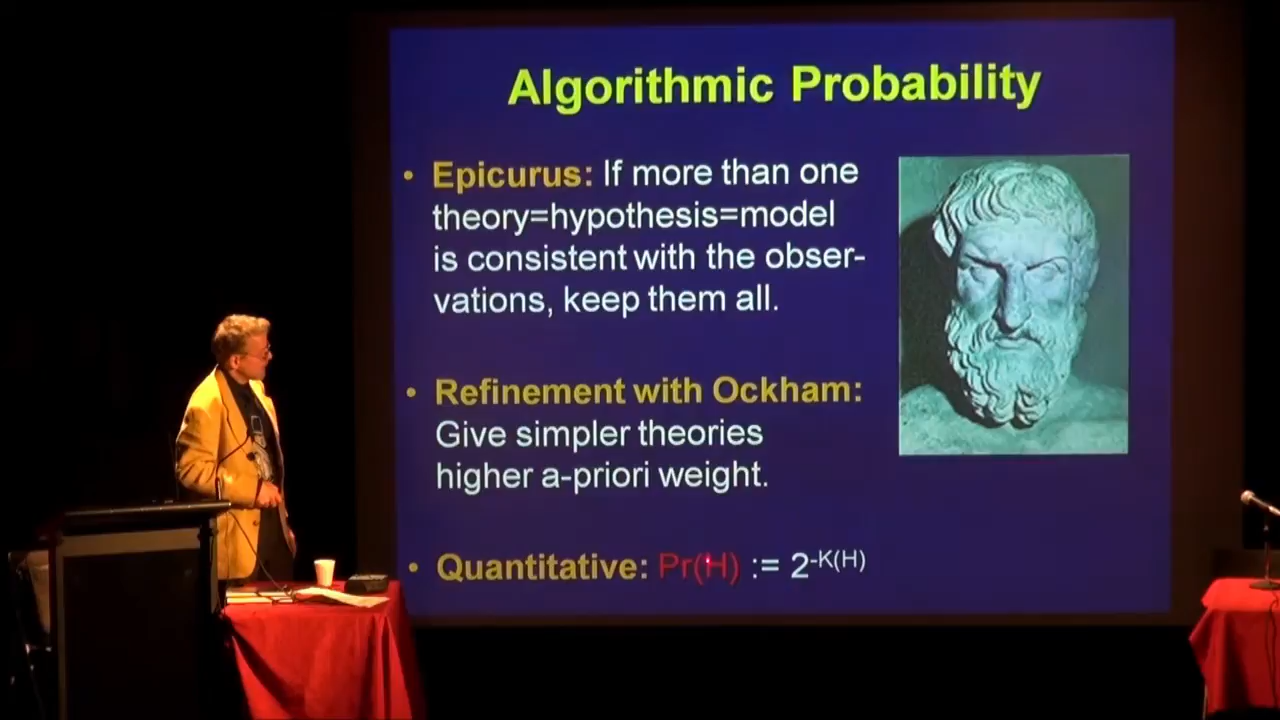 Algorithmic Probability
• Epicurus: If more than one
theory=hypothesis=model
is consistent with the obser-
vations, keep them all.
• Refinement with Ockham:
Give simpler theories
higher a-priori weight.
• Quantitative: Pr(H) := 2^-K(H)